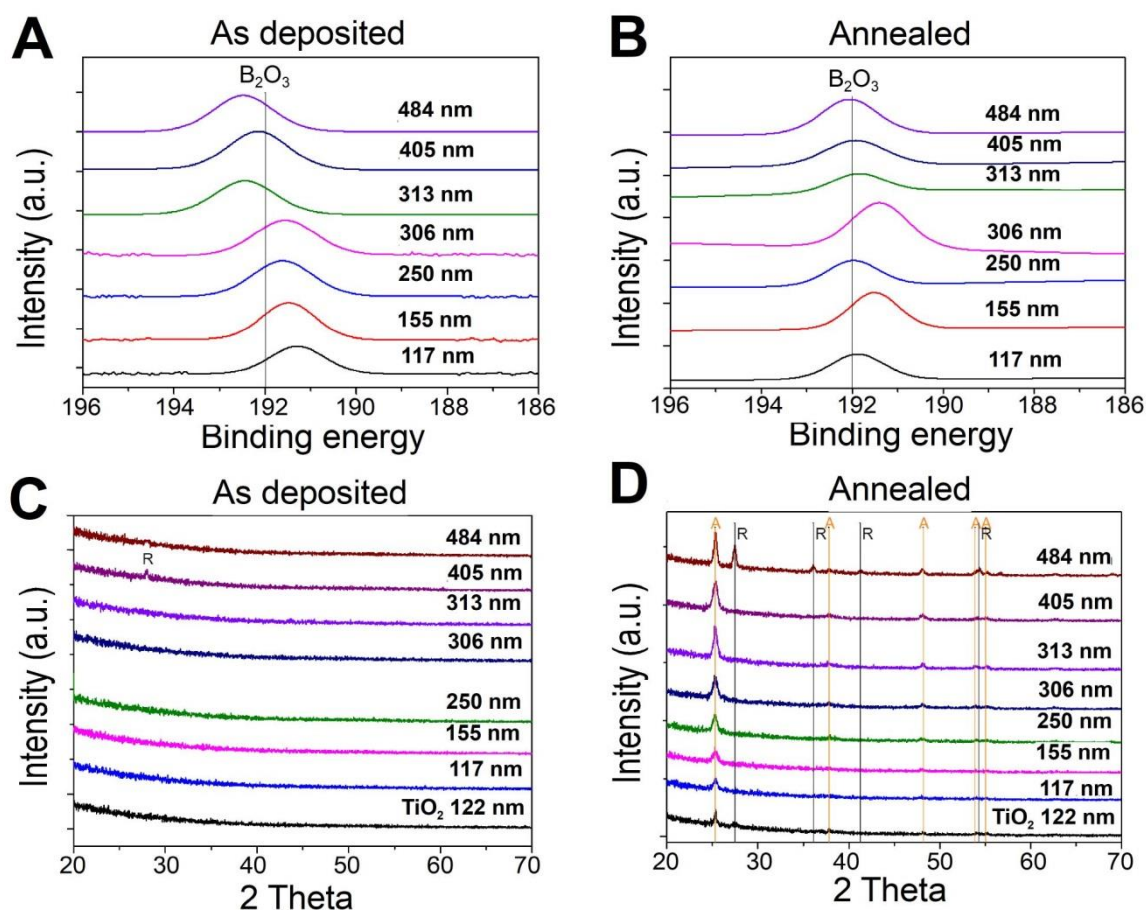 A
As deposited
B₂O₃
484 nm
405 nm
313 nm
306 nm
250 nm
155 nm
117 nm
Intensity (a.u.)
196 194 192 190 188 186
Binding energy
B
Annealed
B₂O₃
484 nm
405 nm
313 nm
306 nm
250 nm
155 nm
117 nm
Intensity (a.u.)
196 194 192 190 188 186
Binding energy
C
As deposited
484 nm
R
405 nm
313 nm
306 nm
250 nm
155 nm
117 nm
TiO₂ 122 nm
Intensity (a.u.)
20 30 40 50 60 70
2 Theta
D
Annealed
A A A A A
R R R R
484 nm
405 nm
313 nm
306 nm
250 nm
155 nm
117 nm
TiO₂ 122 nm
Intensity (a.u.)
20 30 40 50 60 70
2 Theta